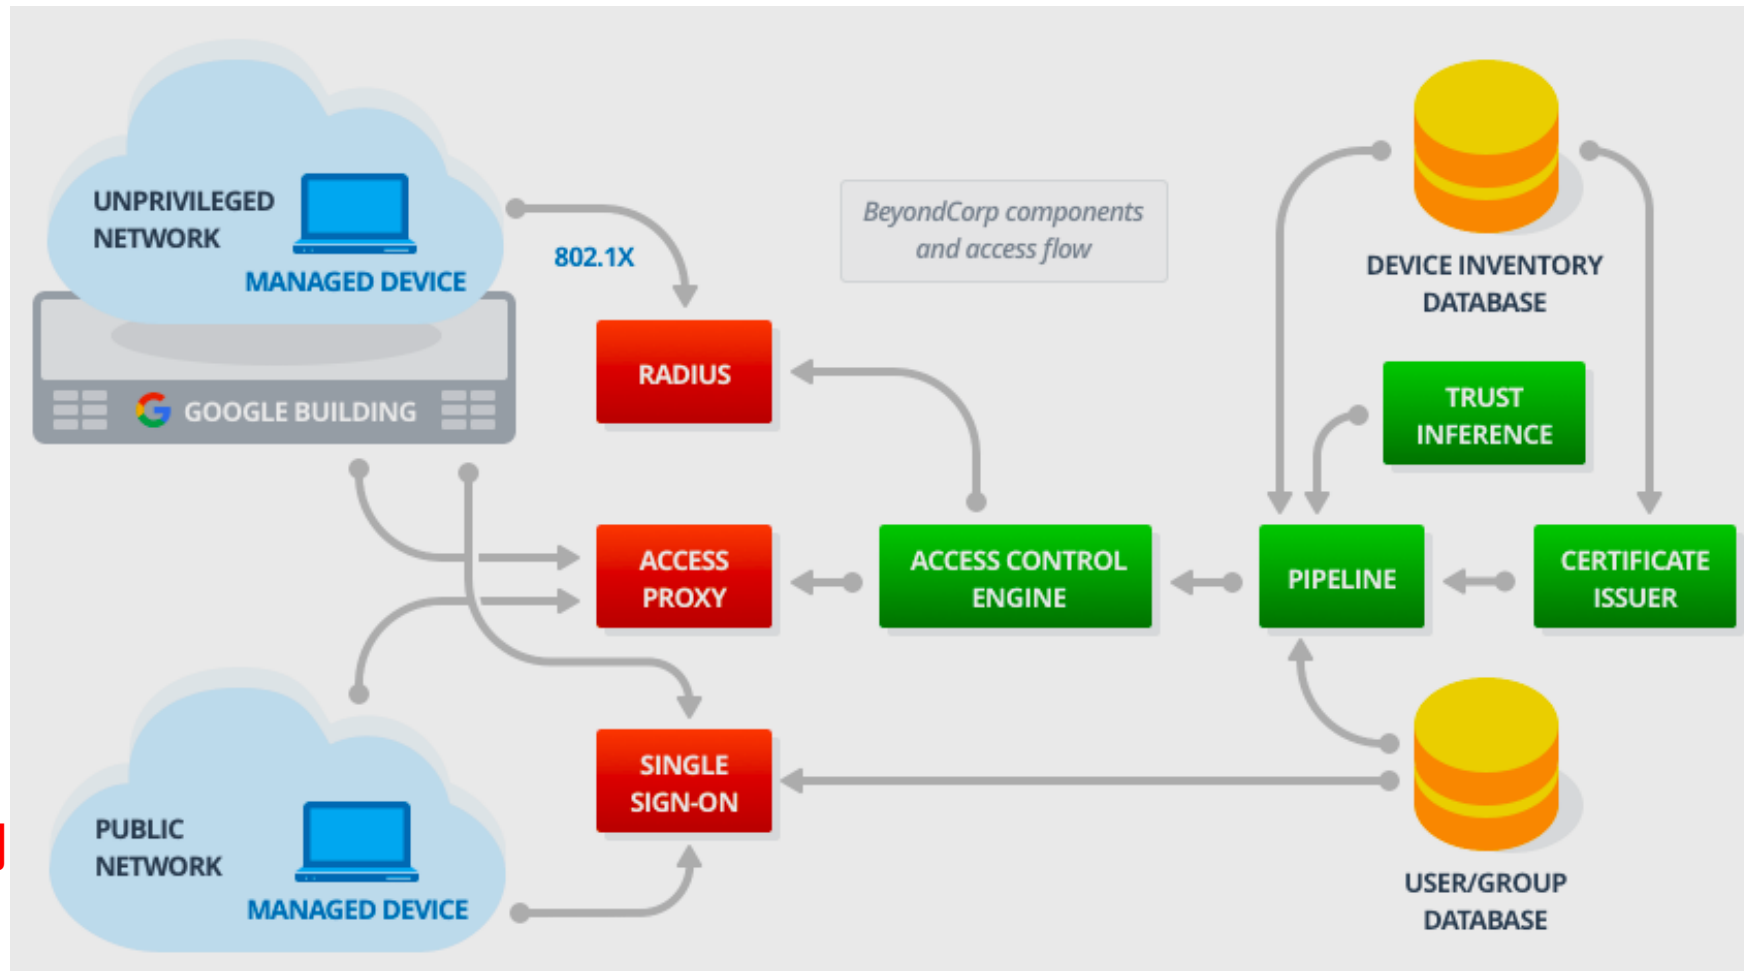 UNPRIVILEGED
NETWORK
MANAGED DEVICE
GOOGLE BUILDING
802.1X
BeyondCorp components
and access flow
DEVICE INVENTORY
DATABASE
RADIUS
TRUST
INFERENCE
ACCESS
PROXY
ACCESS CONTROL
ENGINE
PIPELINE
CERTIFICATE
ISSUER
SINGLE
SIGN-ON
PUBLIC
NETWORK
MANAGED DEVICE
USER/GROUP
DATABASE